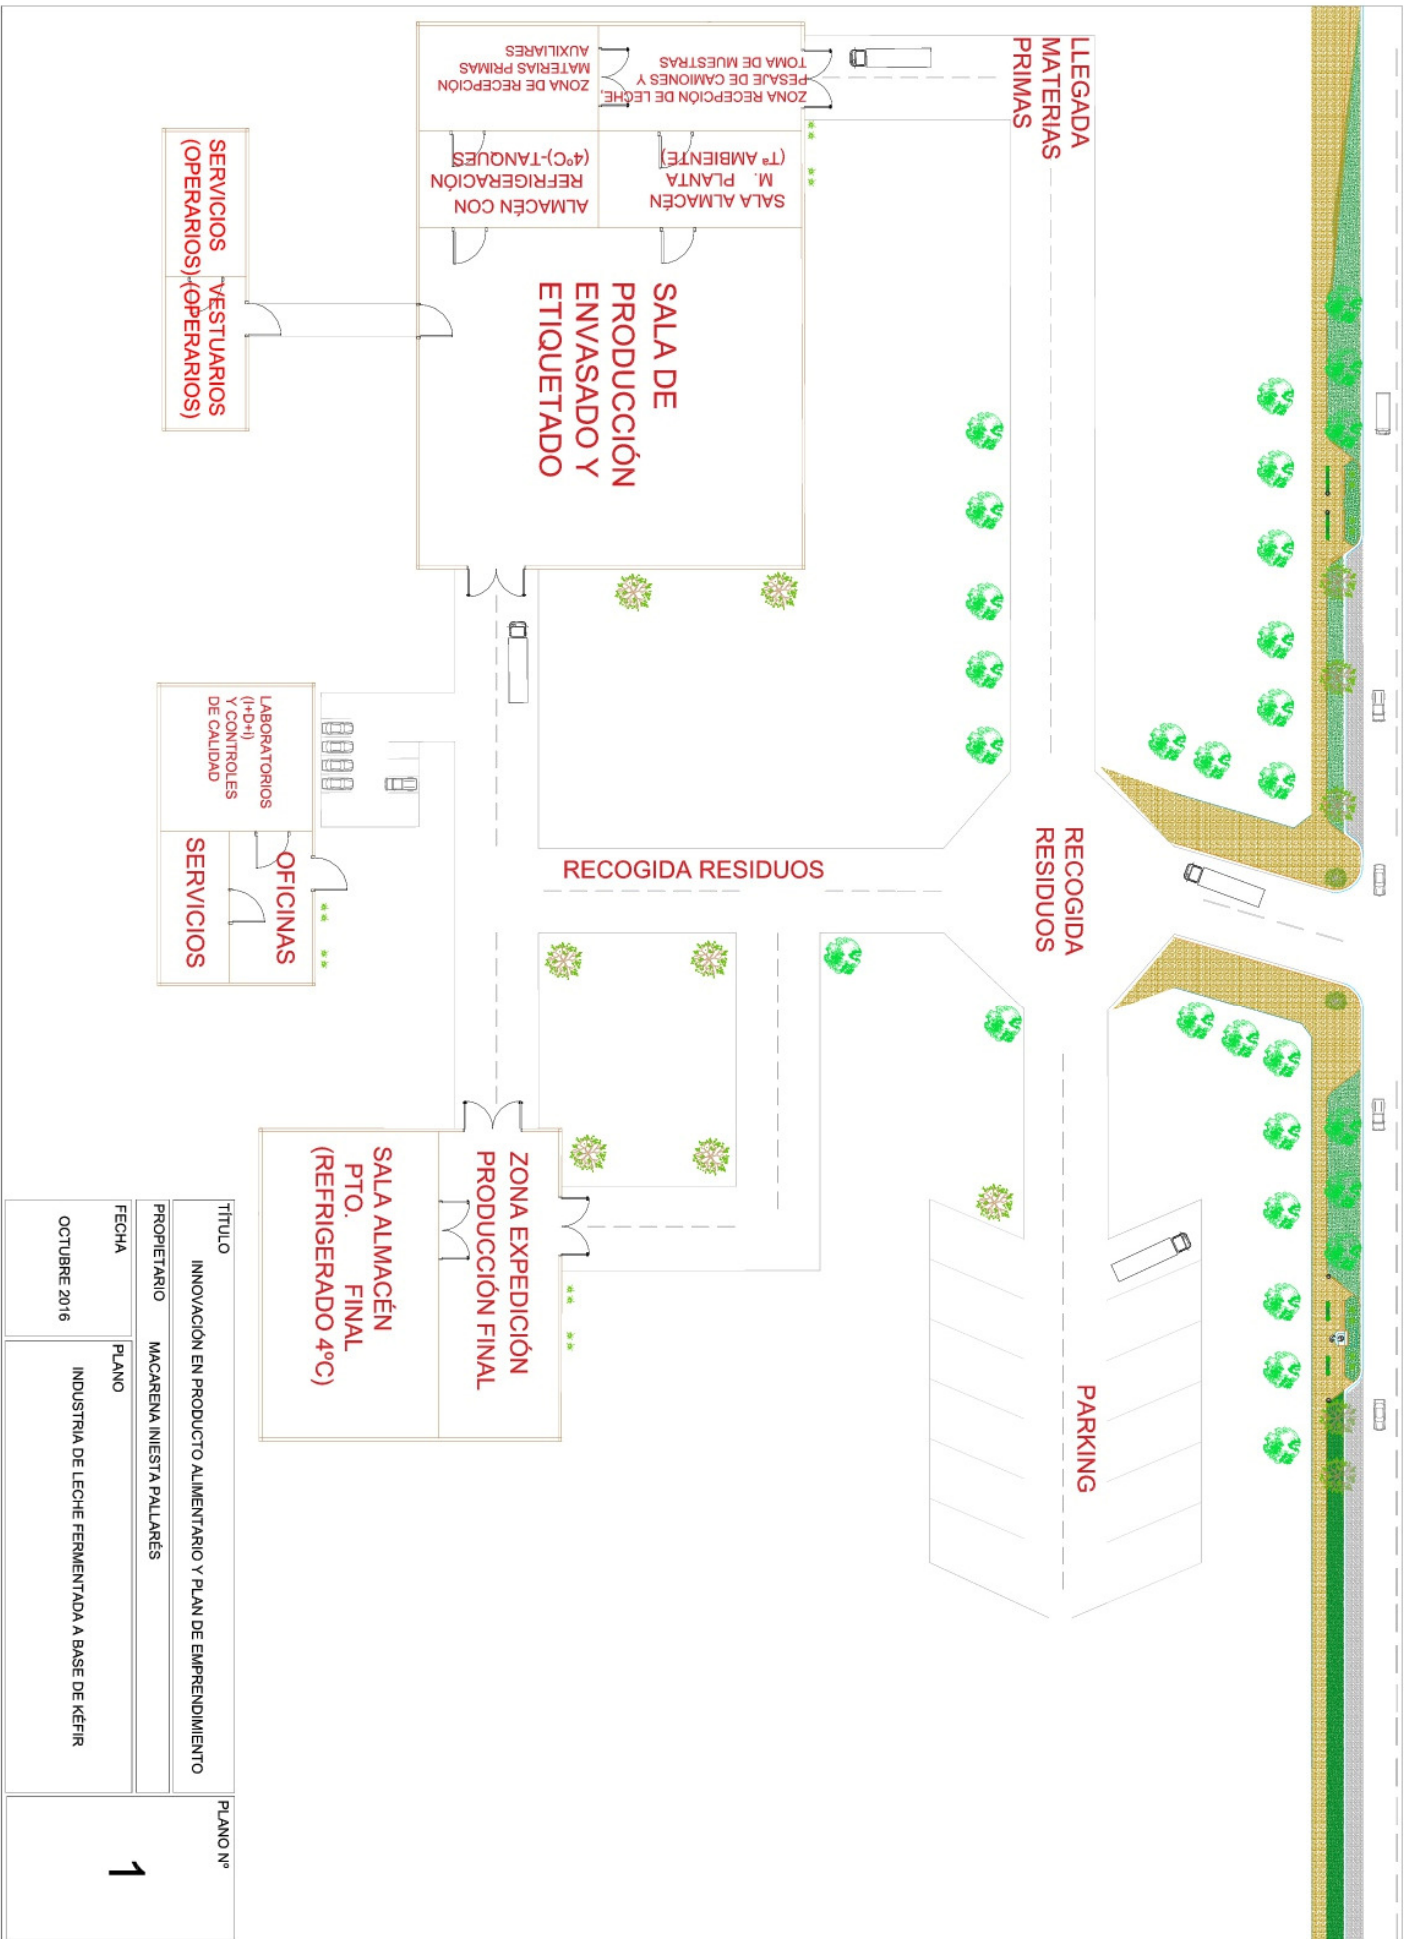 LLEGADA
MATERIAS
PRIMAS
ZONA RECEPCIÓN DE LECHE,
PESAJE DE CAMIONES Y
TOMA DE MUESTRAS
ZONA DE RECEPCIÓN
MATERIAS PRIMAS
AUXILIARES
SALA ALMACÉN
M. PLANTA
(Tª AMBIENTE)
ALMACÉN CON
REFRIGERACIÓN
(4ºC)-TANQUES
SERVICIOS
(OPERARIOS)
VESTUARIOS
(OPERARIOS)
SALA DE
PRODUCCIÓN
ENVASADO Y
ETIQUETADO
RECOGIDA
RESIDUOS
RECOGIDA RESIDUOS
LABORATORIOS
(I+D+I)
Y CONTROLES
DE CALIDAD
OFICINAS
SERVICIOS
ZONA EXPEDICIÓN
PRODUCCIÓN FINAL
SALA ALMACÉN
PTO. FINAL
(REFRIGERADO 4ºC)
PARKING
TÍTULO
INNOVACIÓN EN PRODUCTO ALIMENTARIO Y PLAN DE EMPRENDIMIENTO
PROPIETARIO MACARENA INIESTA PALLARÉS
FECHA
OCTUBRE 2016
PLANO
INDUSTRIA DE LECHE FERMENTADA A BASE DE KÉFIR
PLANO Nº
1